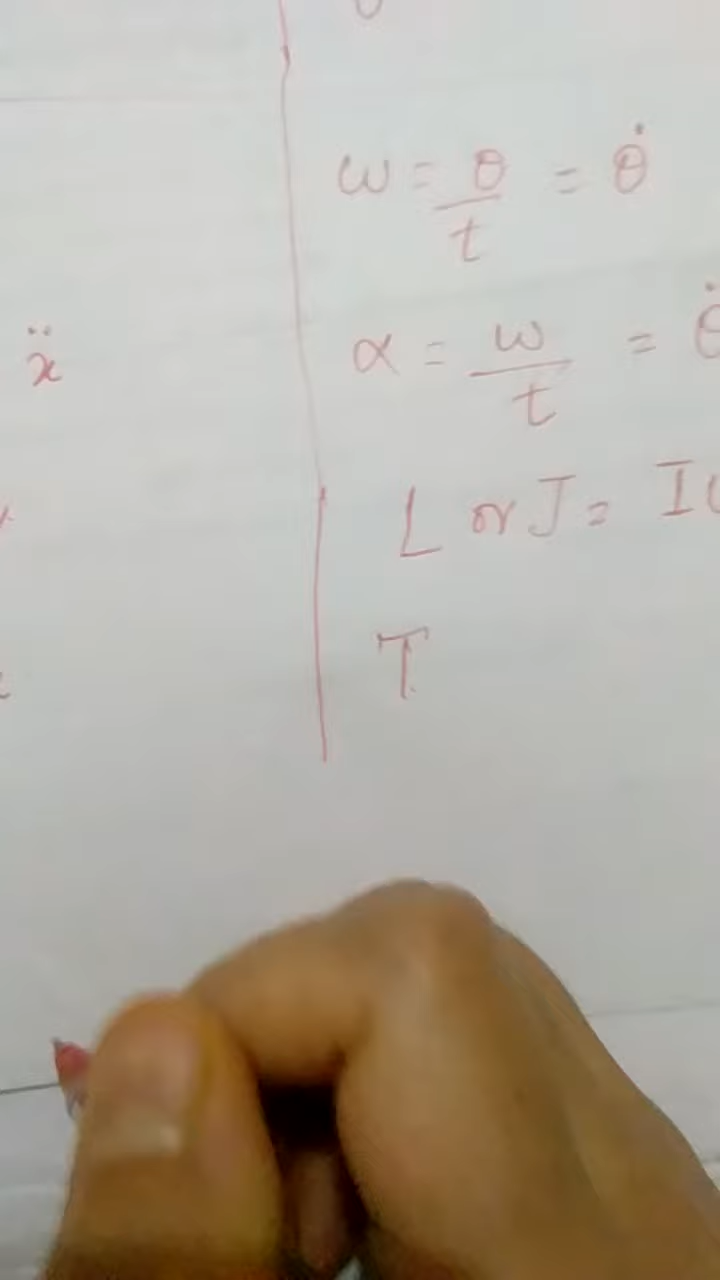 ω = θ/t = θ̇
ẍ
α = ω/t =
L or J = I
T